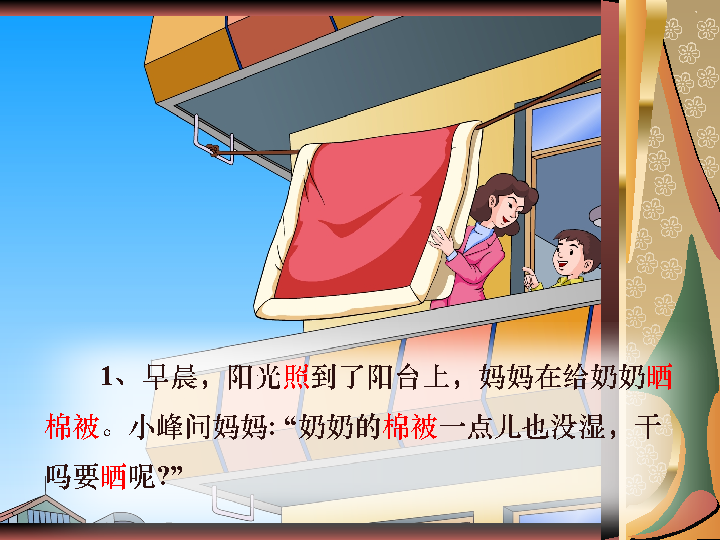 1、早晨，阳光照到了阳台上，妈妈在给奶奶晒
棉被。小峰问妈妈: “奶奶的棉被一点儿也没湿，干
吗要晒呢?”